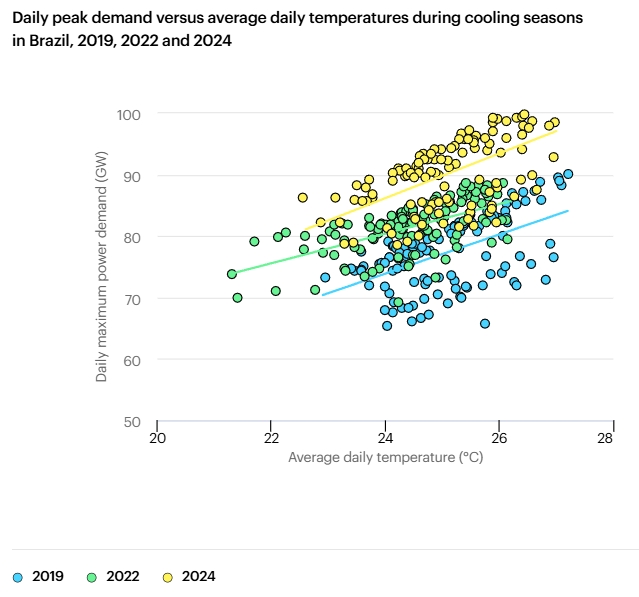 Daily peak demand versus average daily temperatures during cooling seasons
in Brazil, 2019, 2022 and 2024
Daily maximum power demand (GW)
100
90
80
70
60
50
20 22 24 26 28
Average daily temperature (°C)
2019 2022 2024